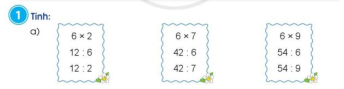 1 Tính:
a)
6 × 2
12 : 6
12 : 2
6 × 7
42 : 6
42 : 7
6 × 9
54 : 6
54 : 9